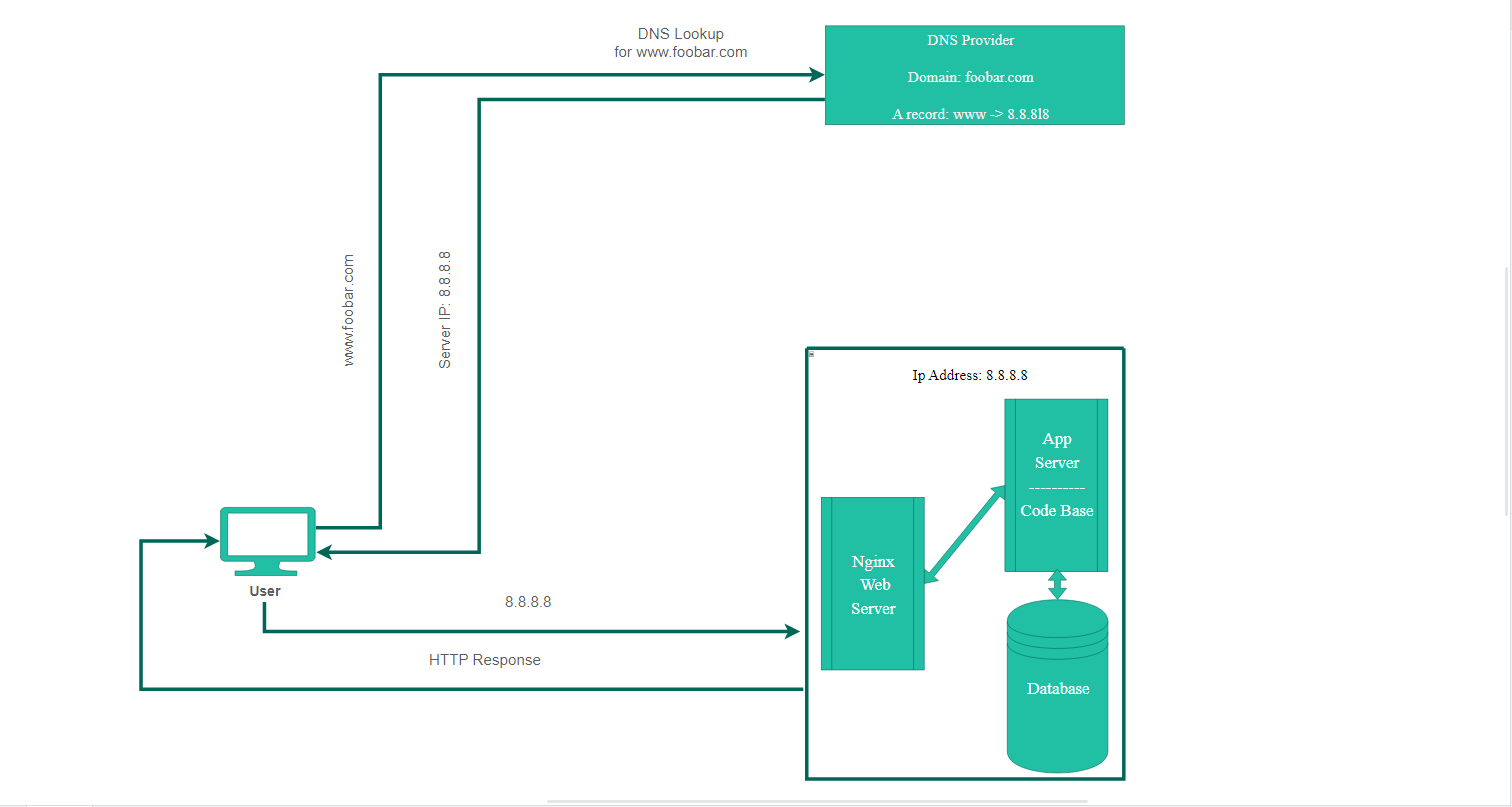 DNS Lookup
for www.foobar.com
DNS Provider
Domain: foobar.com
A record: www -> 8.8.8l8
www.foobar.com
Server IP: 8.8.8.8
Ip Address: 8.8.8.8
App
Server
----------
Code Base
Nginx
Web
Server
User
8.8.8.8
HTTP Response
Database